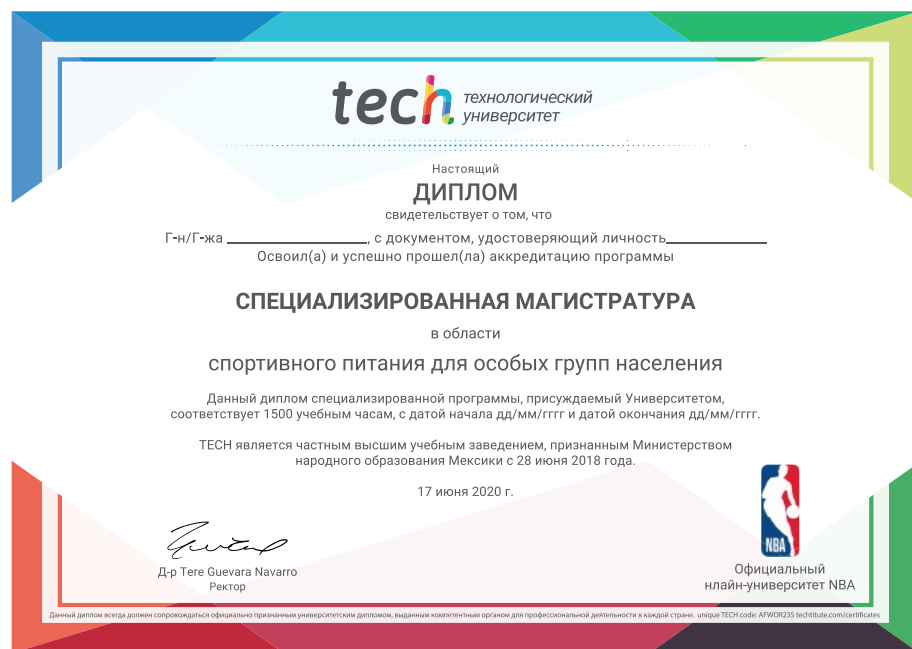 tech технологический
университет
Настоящий
ДИПЛОМ
свидетельствует о том, что
Г-н/Г-жа ____________________, с документом, удостоверяющий личность______________
Освоил(а) и успешно прошел(ла) аккредитацию программы
СПЕЦИАЛИЗИРОВАННАЯ МАГИСТРАТУРА
в области
спортивного питания для особых групп населения
Данный диплом специализированной программы, присуждаемый Университетом,
соответствует 1500 учебным часам, с датой начала дд/мм/гггг и датой окончания дд/мм/гггг.
TECH является частным высшим учебным заведением, признанным Министерством
народного образования Мексики с 28 июня 2018 года.
17 июня 2020 г.
Д-р Tere Guevara Navarro
Ректор
NBA
Официальный
нлайн-университет NBA
Данный диплом всегда должен сопровождаться официально признанным университетским дипломом, выданным компетентным органом для профессиональной деятельности в каждой стране. unique TECH code: AFWOR23S techtitute.com/certificates